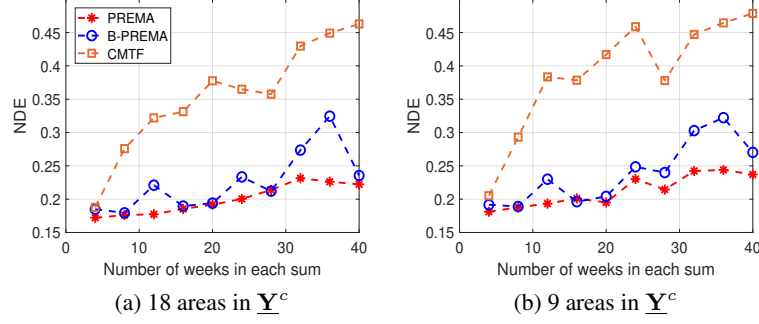 PREMA
B-PREMA
CMTF
NDE
0.45
0.4
0.35
0.3
0.25
0.2
0.15
0 10 20 30 40
Number of weeks in each sum
(a) 18 areas in Y^c
NDE
0.45
0.4
0.35
0.3
0.25
0.2
0.15
0 10 20 30 40
Number of weeks in each sum
(b) 9 areas in Y^c